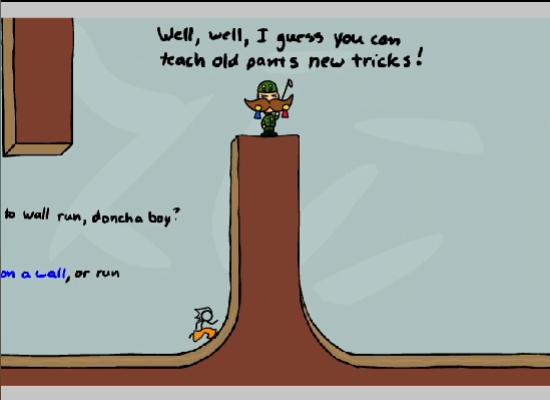 Well, well, I guess you can
teach old pants new tricks!
to wall run, doncha boy?
on a wall, or run